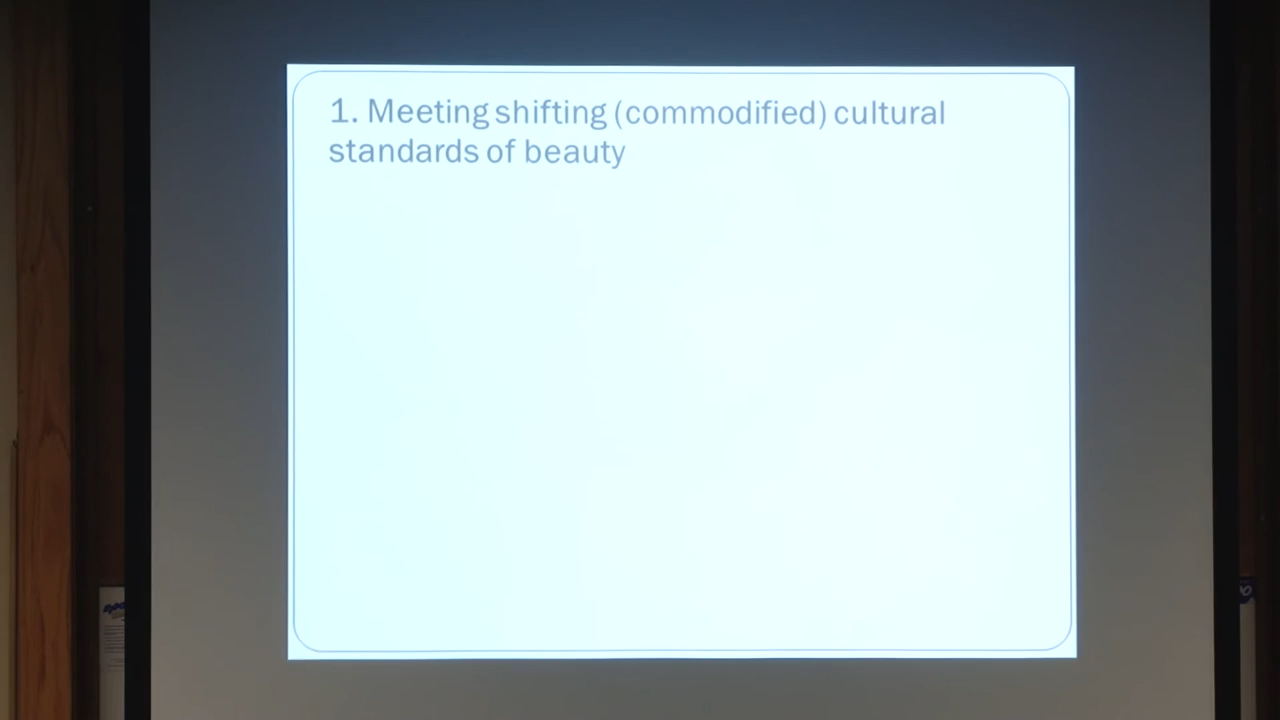 1. Meeting shifting (commodified) cultural
standards of beauty